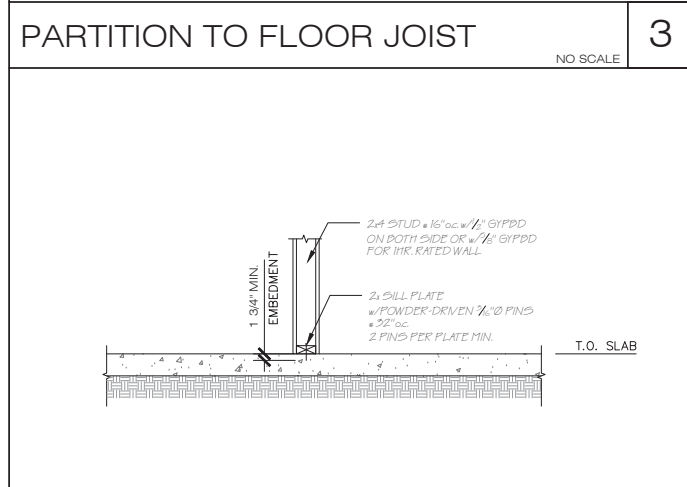 PARTITION TO FLOOR JOIST
NO SCALE
3
2x4 STUD @ 16"o.c. w/1/2" GYPBD
ON BOTH SIDE OR w/5/8" GYPBD
FOR 1HR. RATED WALL
1 3/4" MIN.
EMBEDMENT
2x SILL PLATE
w/POWDER-DRIVEN 3/16"Ø PINS
@ 32"o.c.
2 PINS PER PLATE MIN.
T.O. SLAB